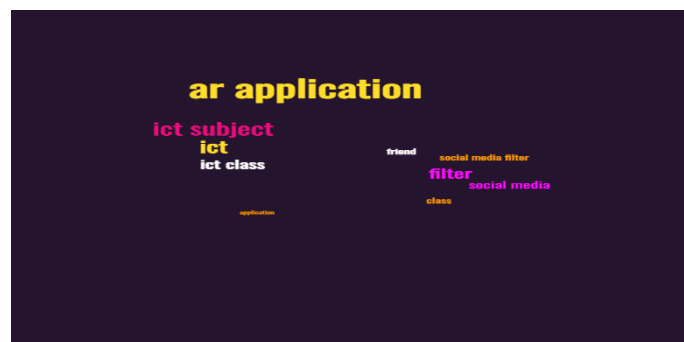 ar application
ict subject
ict
ict class
friend
social media filter
filter
social media
class
application